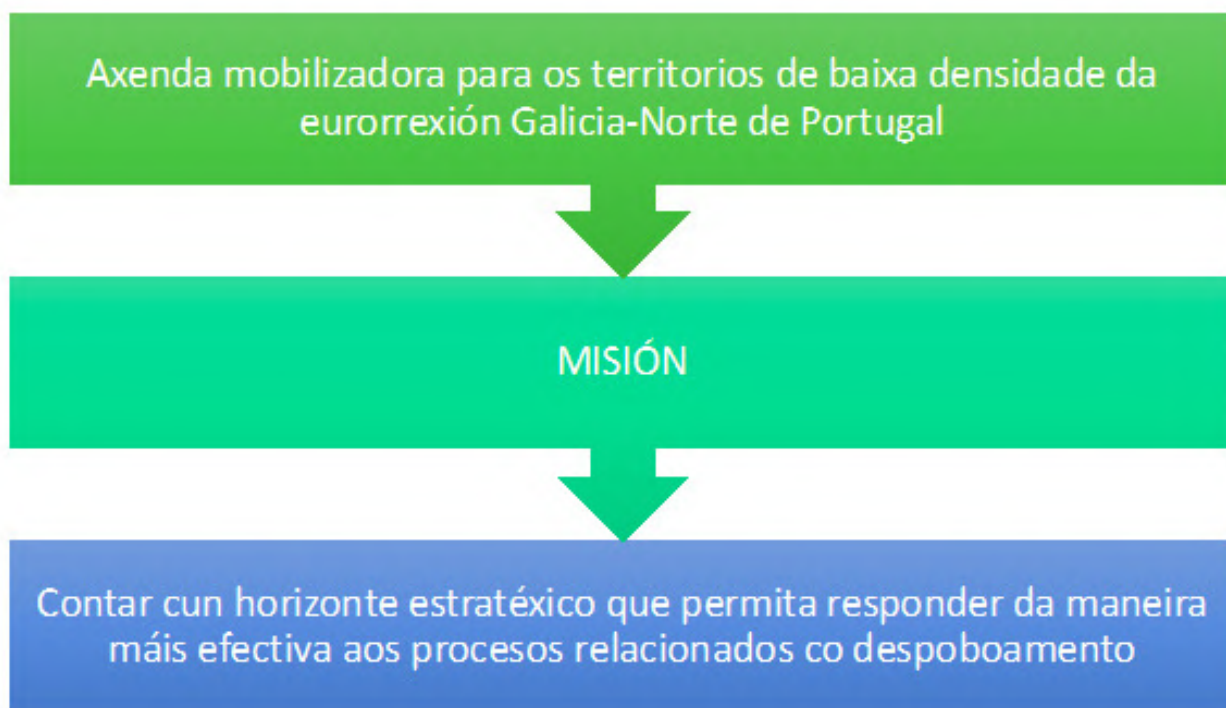 Axenda mobilizadora para os territorios de baixa densidade da
eurorrexión Galicia-Norte de Portugal
MISIÓN
Contar cun horizonte estratéxico que permita responder da maneira
máis efectiva aos procesos relacionados co despoboamento